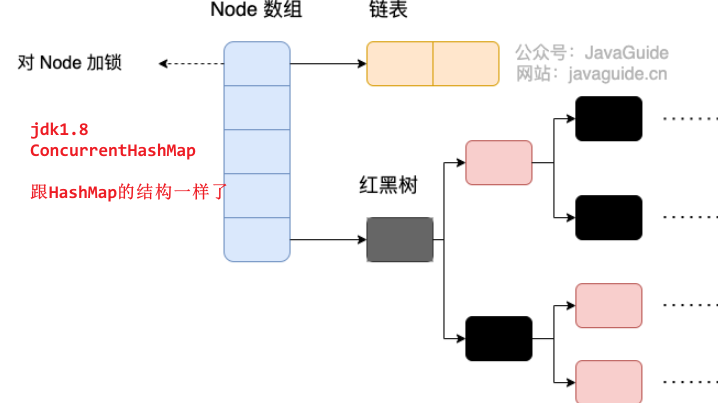 Node 数组
链表
对 Node 加锁
公众号：JavaGuide
网站：javaguide.cn
jdk1.8
ConcurrentHashMap
跟HashMap的结构一样了
红黑树